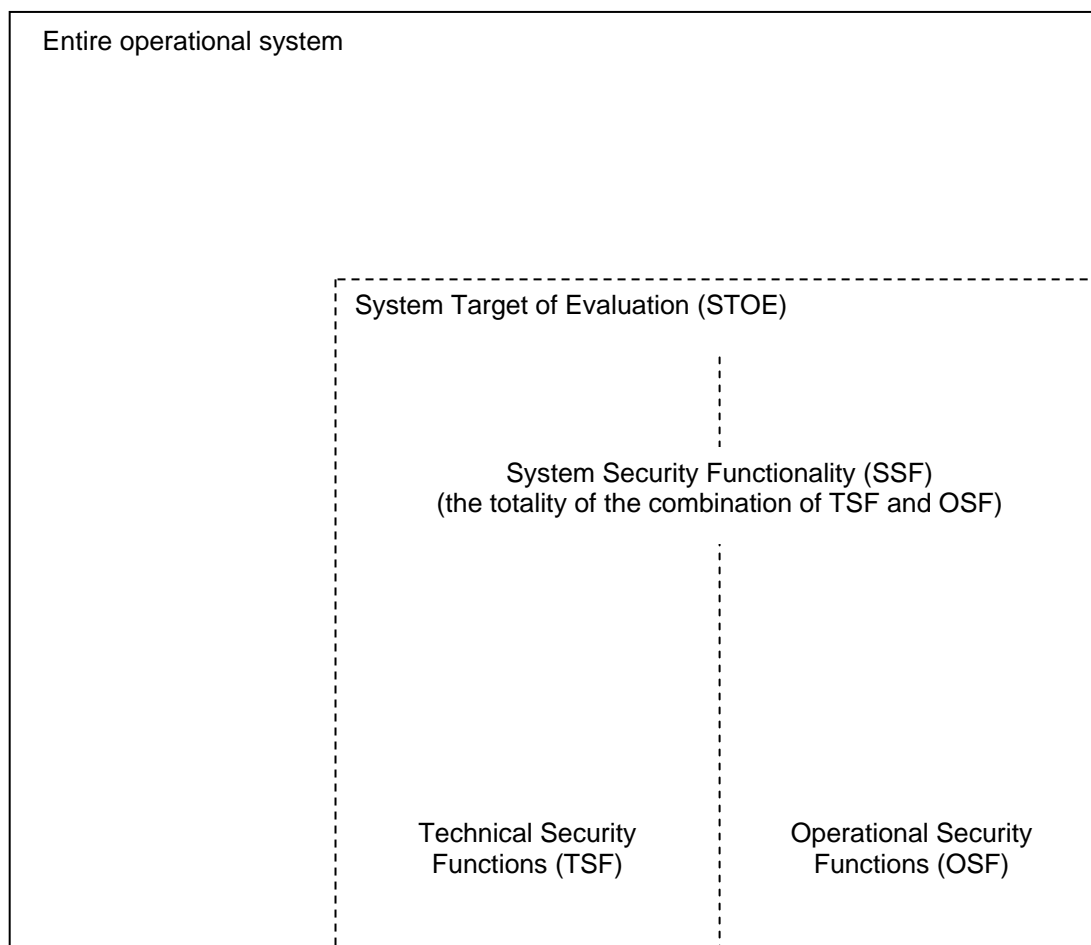 Entire operational system
System Target of Evaluation (STOE)
System Security Functionality (SSF)
(the totality of the combination of TSF and OSF)
Technical Security
Functions (TSF)
Operational Security
Functions (OSF)